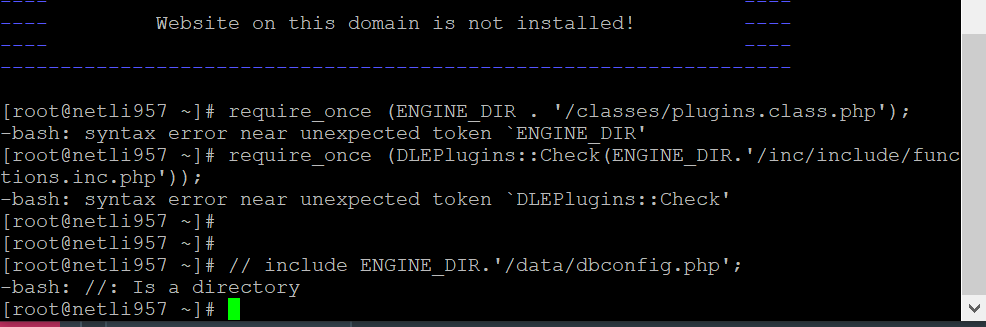 ----                                                          ----
----         Website on this domain is not installed!         ----
----                                                          ----
------------------------------------------------------------------
[root@netli957 ~]# require_once (ENGINE_DIR . '/classes/plugins.class.php');
-bash: syntax error near unexpected token `ENGINE_DIR'
[root@netli957 ~]# require_once (DLEPlugins::Check(ENGINE_DIR.'/inc/include/func
tions.inc.php'));
-bash: syntax error near unexpected token `DLEPlugins::Check'
[root@netli957 ~]#
[root@netli957 ~]#
[root@netli957 ~]# // include ENGINE_DIR.'/data/dbconfig.php';
-bash: //: Is a directory
[root@netli957 ~]#